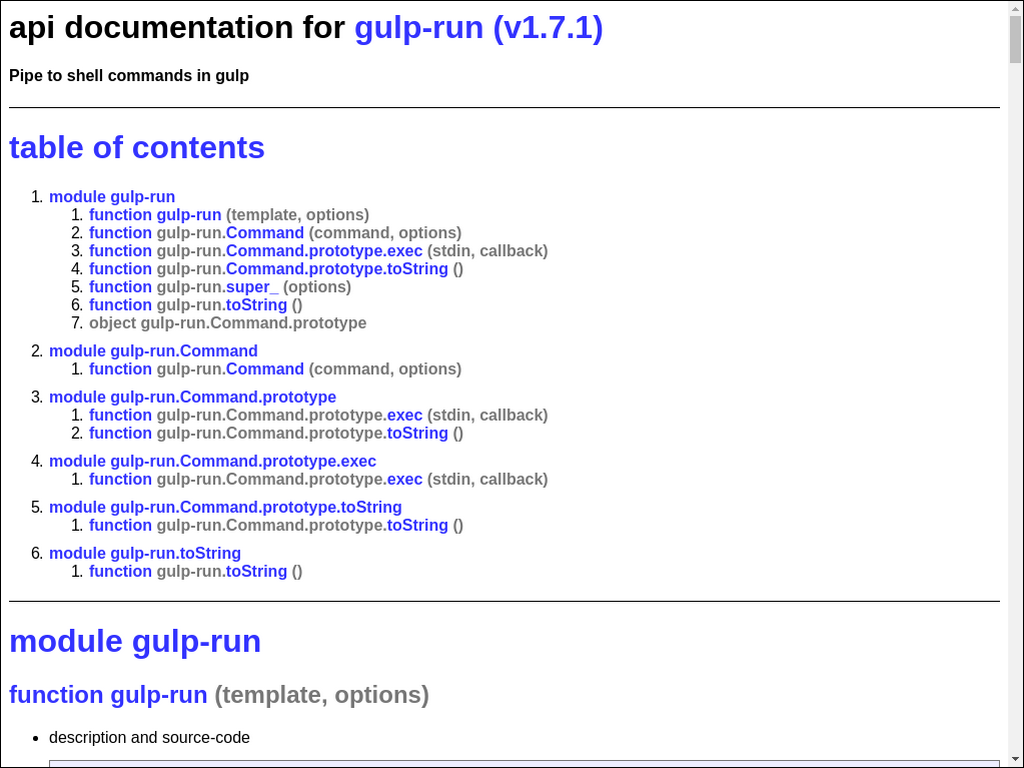 api documentation for gulp-run (v1.7.1)
Pipe to shell commands in gulp
table of contents
1. module gulp-run
1. function gulp-run (template, options)
2. function gulp-run.Command (command, options)
3. function gulp-run.Command.prototype.exec (stdin, callback)
4. function gulp-run.Command.prototype.toString ()
5. function gulp-run.super_ (options)
6. function gulp-run.toString ()
7. object gulp-run.Command.prototype
2. module gulp-run.Command
1. function gulp-run.Command (command, options)
3. module gulp-run.Command.prototype
1. function gulp-run.Command.prototype.exec (stdin, callback)
2. function gulp-run.Command.prototype.toString ()
4. module gulp-run.Command.prototype.exec
1. function gulp-run.Command.prototype.exec (stdin, callback)
5. module gulp-run.Command.prototype.toString
1. function gulp-run.Command.prototype.toString ()
6. module gulp-run.toString
1. function gulp-run.toString ()
module gulp-run
function gulp-run (template, options)
• description and source-code